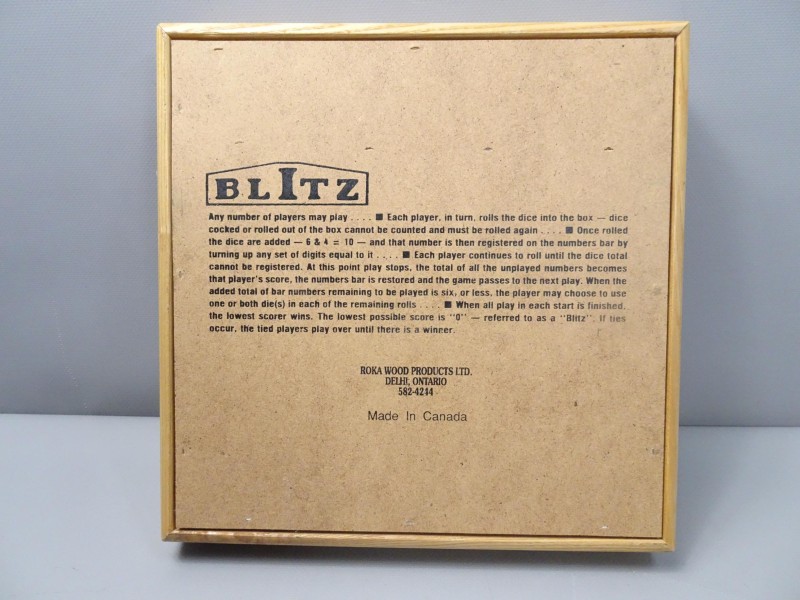 BLITZ
Any number of players may play . . . . ■ Each player, in turn, rolls the dice into the box — dice
cocked or rolled out of the box cannot be counted and must be rolled again . . . . ■ Once rolled
the dice are added — 6 & 4 = 10 — and that number is then registered on the numbers bar by
turning up any set of digits equal to it . . . . ■ Each player continues to roll until the dice total
cannot be registered. At this point play stops, the total of all the unplayed numbers becomes
that player's score, the numbers bar is restored and the game passes to the next play. When the
added total of bar numbers remaining to be played is six, or less, the player may choose to use
one or both die(s) in each of the remaining rolls . . . . ■ When all play in each start is finished,
the lowest scorer wins. The lowest possible score is "0" — referred to as a "Blitz". If ties
occur, the tied players play over until there is a winner.
ROKA WOOD PRODUCTS LTD.
DELHI, ONTARIO
582-4244
Made In Canada